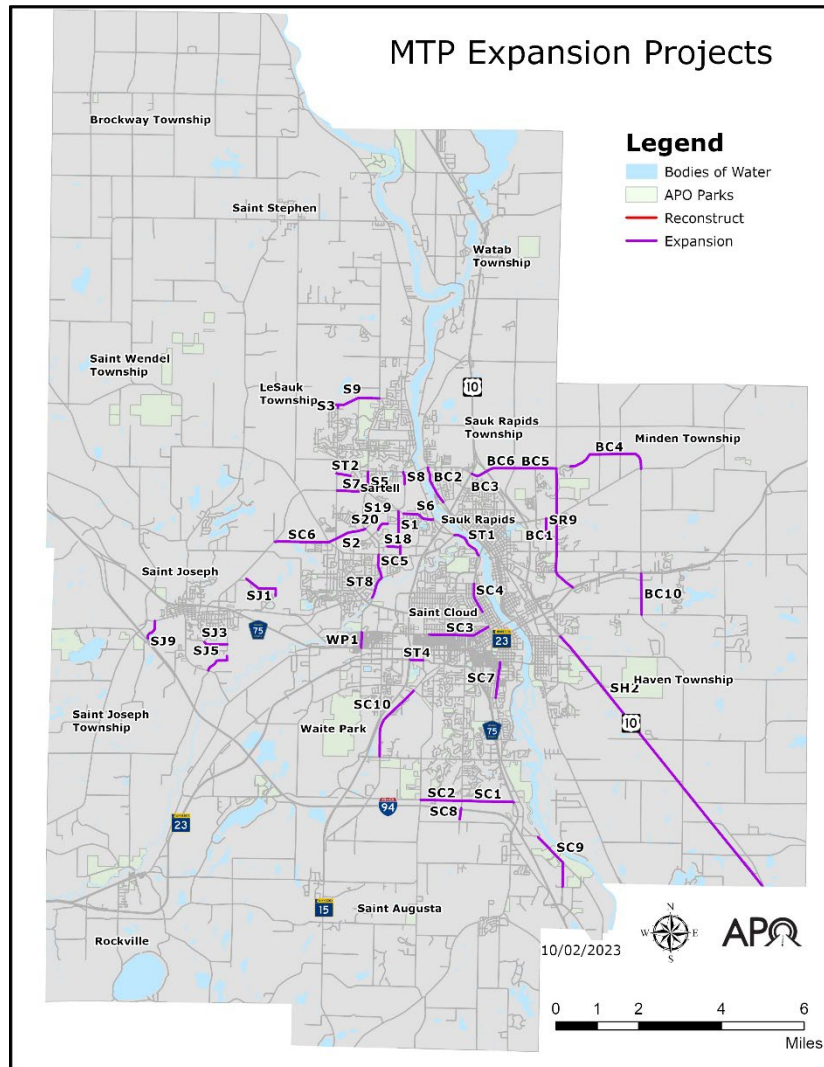 MTP Expansion Projects
Brockway Township
Legend
Bodies of Water
APO Parks
Reconstruct
Expansion
Saint Stephen
Watab
Township
Saint Wendel
Township
LeSauk
Township
S9
S3
10
Sauk Rapids
Township
BC4
Minden Township
BC6
BC5
ST2
S7
S5
Sartell
S8
BC2
BC3
S19
S20
S6
S1
Sauk Rapids
SR9
BC1
SC6
S2
S18
ST1
SC5
Saint Joseph
ST8
SJ1
SC4
BC10
Saint Cloud
SJ9
SJ3
75
WP1
SC3
23
SJ5
ST4
SC7
SH2
Haven Township
Saint Joseph
Township
SC10
Waite Park
75
10
SC2
SC1
94
SC8
23
SC9
15
Saint Augusta
Rockville
10/02/2023
N
W
E
S
APO
0
1
2
4
6
Miles